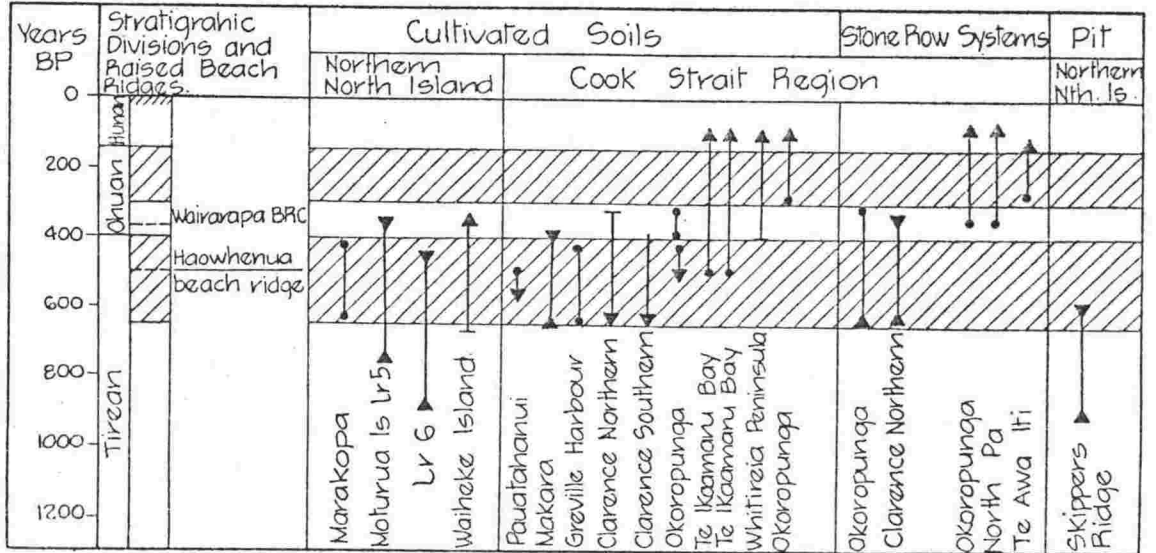 Years
BP
Stratigrahic
Divisions and
Raised Beach
Ridges.
Cultivated Soils
Stone Row Systems
Pit
Northern
North Island
Cook Strait Region
Northern
Nth. Is.
0
200
400
600
800
1000
1200
Human
Ohuan
Tirean
Wairarapa BRC
Haowhenua
beach ridge
Marakopa
Moturua Is Lr5
Lr 6
Waiheke Island
Pauatahanui
Makara
Greville Harbour
Clarence Northern
Clarence Southern
Okoropunga
Te Ikaamaru Bay
Te Ikaamaru Bay
Whitireia Peninsula
Okoropunga
Okoropunga
Clarence Northern
Okoropunga
North Pa
Te Awa Iti
Skippers
Ridge